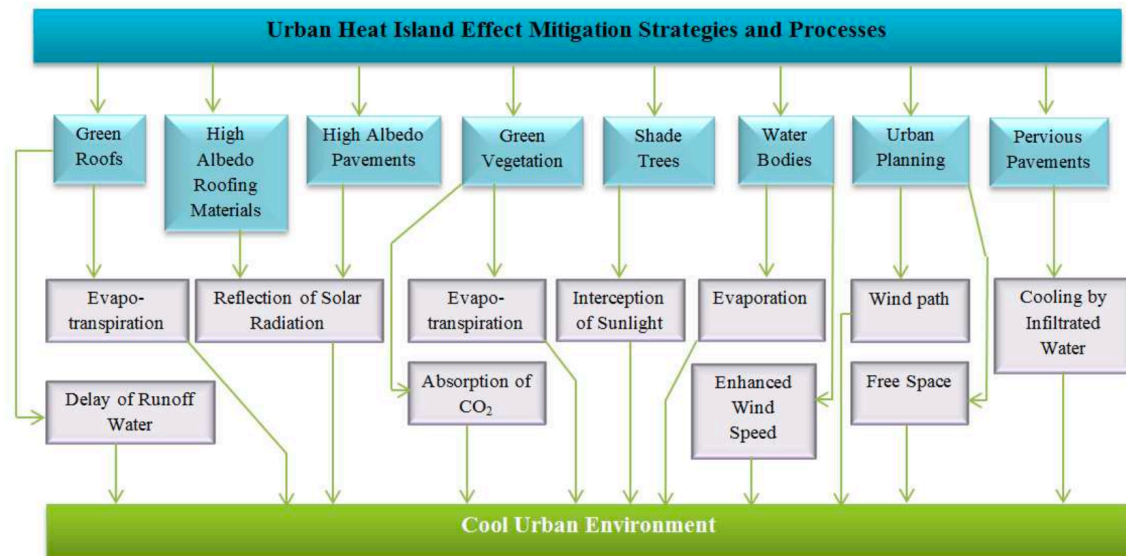 Urban Heat Island Effect Mitigation Strategies and Processes
Green
Roofs
High
Albedo
Roofing
Materials
High Albedo
Pavements
Green
Vegetation
Shade
Trees
Water
Bodies
Urban
Planning
Pervious
Pavements
Evapo-
transpiration
Reflection of Solar
Radiation
Evapo-
transpiration
Interception
of Sunlight
Evaporation
Wind path
Cooling by
Infiltrated
Water
Delay of Runoff
Water
Absorption of
CO₂
Enhanced
Wind
Speed
Free Space
Cool Urban Environment